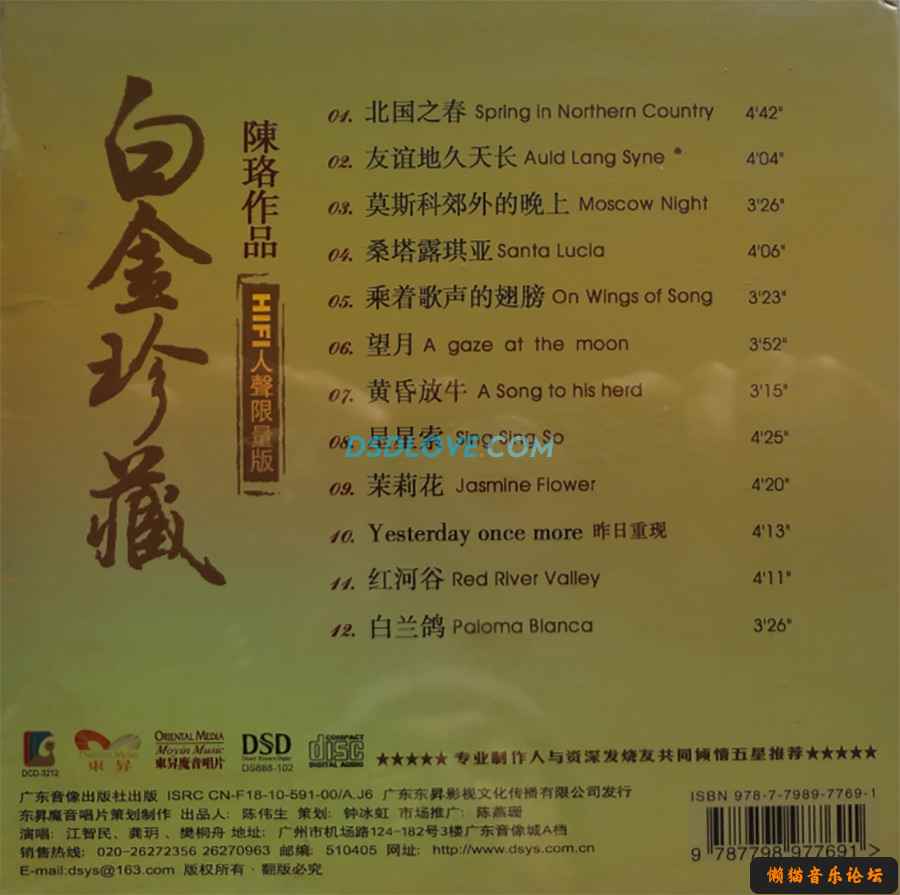 白金珍藏
陳珞作品
HIFI人聲限量版
01. 北国之春 Spring in Northern Country 4'42"
02. 友谊地久天长 Auld Lang Syne 4'04"
03. 莫斯科郊外的晚上 Moscow Night 3'26"
04. 桑塔露琪亚 Santa Lucia 4'06"
05. 乘着歌声的翅膀 On Wings of Song 3'23"
06. 望月 A gaze at the moon 3'52"
07. 黄昏放牛 A Song to his herd 3'15"
08. 星星索 Sing Sing So 4'25"
DSDLOVE.COM
09. 茉莉花 Jasmine Flower 4'20"
10. Yesterday once more 昨日重现 4'13"
11. 红河谷 Red River Valley 4'11"
12. 白兰鸽 Paloma Blanca 3'26"
DCD-3212
東昇
ORIENTAL MEDIA
Moyin Music
東昇魔音唱片
DSD
Direct Stream Digital
DS688-102
COMPACT
disc
DIGITAL AUDIO
★★★★★专业制作人与资深发烧友共同倾情五星推荐★★★★★
广东音像出版社出版 ISRC CN-F18-10-591-00/A.J6 广东东昇影视文化传播有限公司发行
东昇魔音唱片策划制作 出品人: 陈伟生 策划: 钟冰虹 市场推广: 陈燕珊
演唱: 江智民、龚玥、樊桐舟 地址: 广州市机场路124-182号3楼广东音像城A档
销售热线: 020-26272356 26270963 邮编: 510405 网址: http://www.dsys.com.cn
E-mail:dsys@163.com 版权所有·翻版必究
ISBN 978-7-7989-7769-1
9 787798 977691 >
懒猫音乐论坛